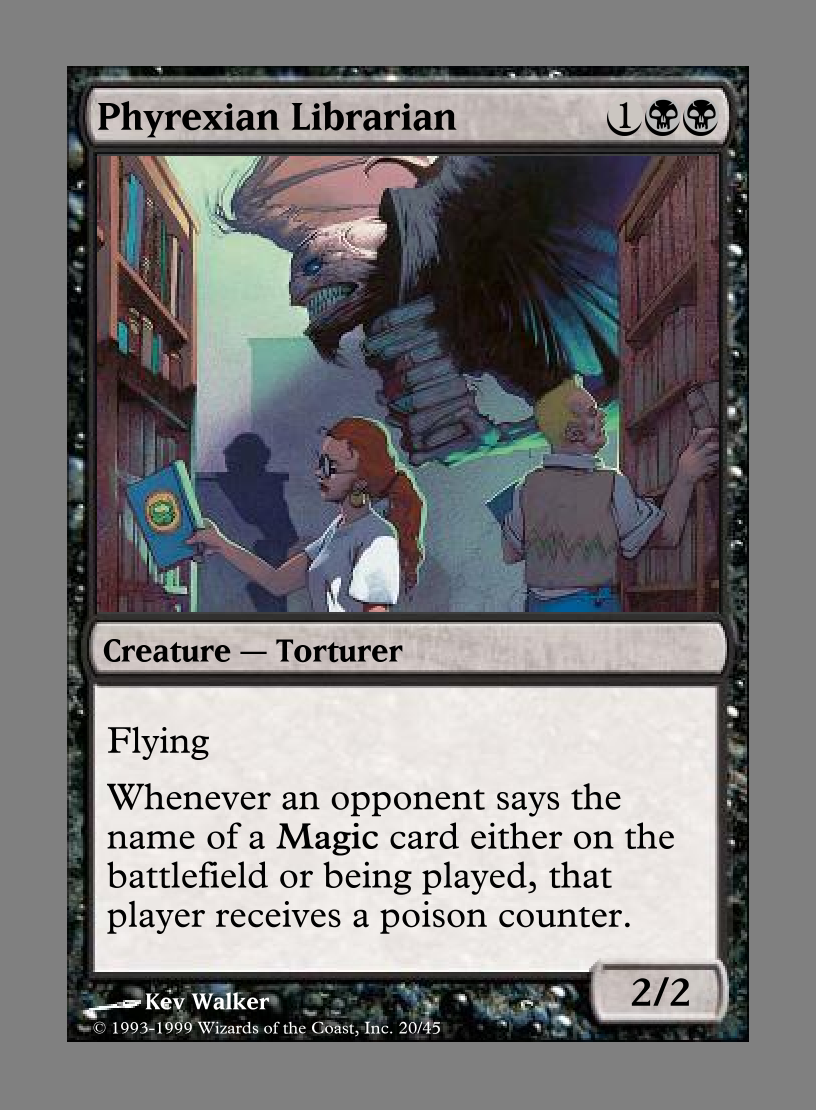 Phyrexian Librarian 1
Creature — Torturer
Flying
Whenever an opponent says the
name of a Magic card either on the
battlefield or being played, that
player receives a poison counter.
2/2
Kev Walker
© 1993-1999 Wizards of the Coast, Inc. 20/45